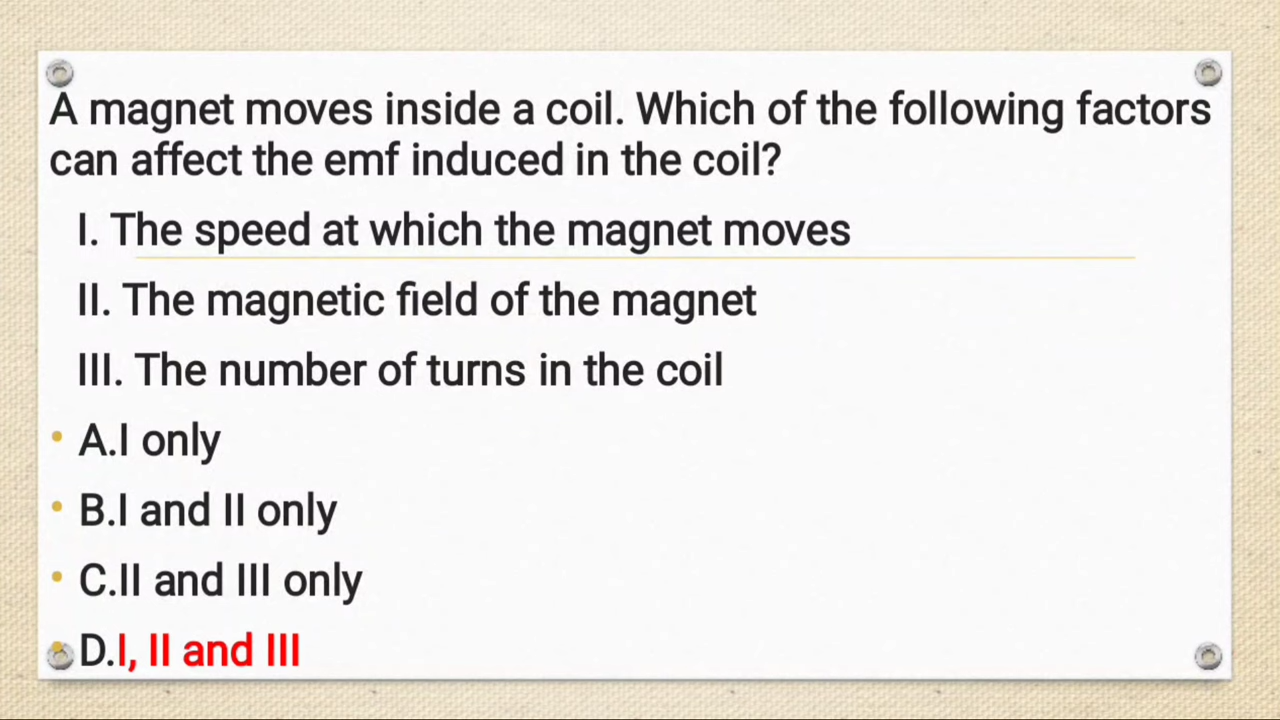 A magnet moves inside a coil. Which of the following factors
can affect the emf induced in the coil?
I. The speed at which the magnet moves
II. The magnetic field of the magnet
III. The number of turns in the coil
• A.I only
• B.I and II only
• C.II and III only
• D.I, II and III